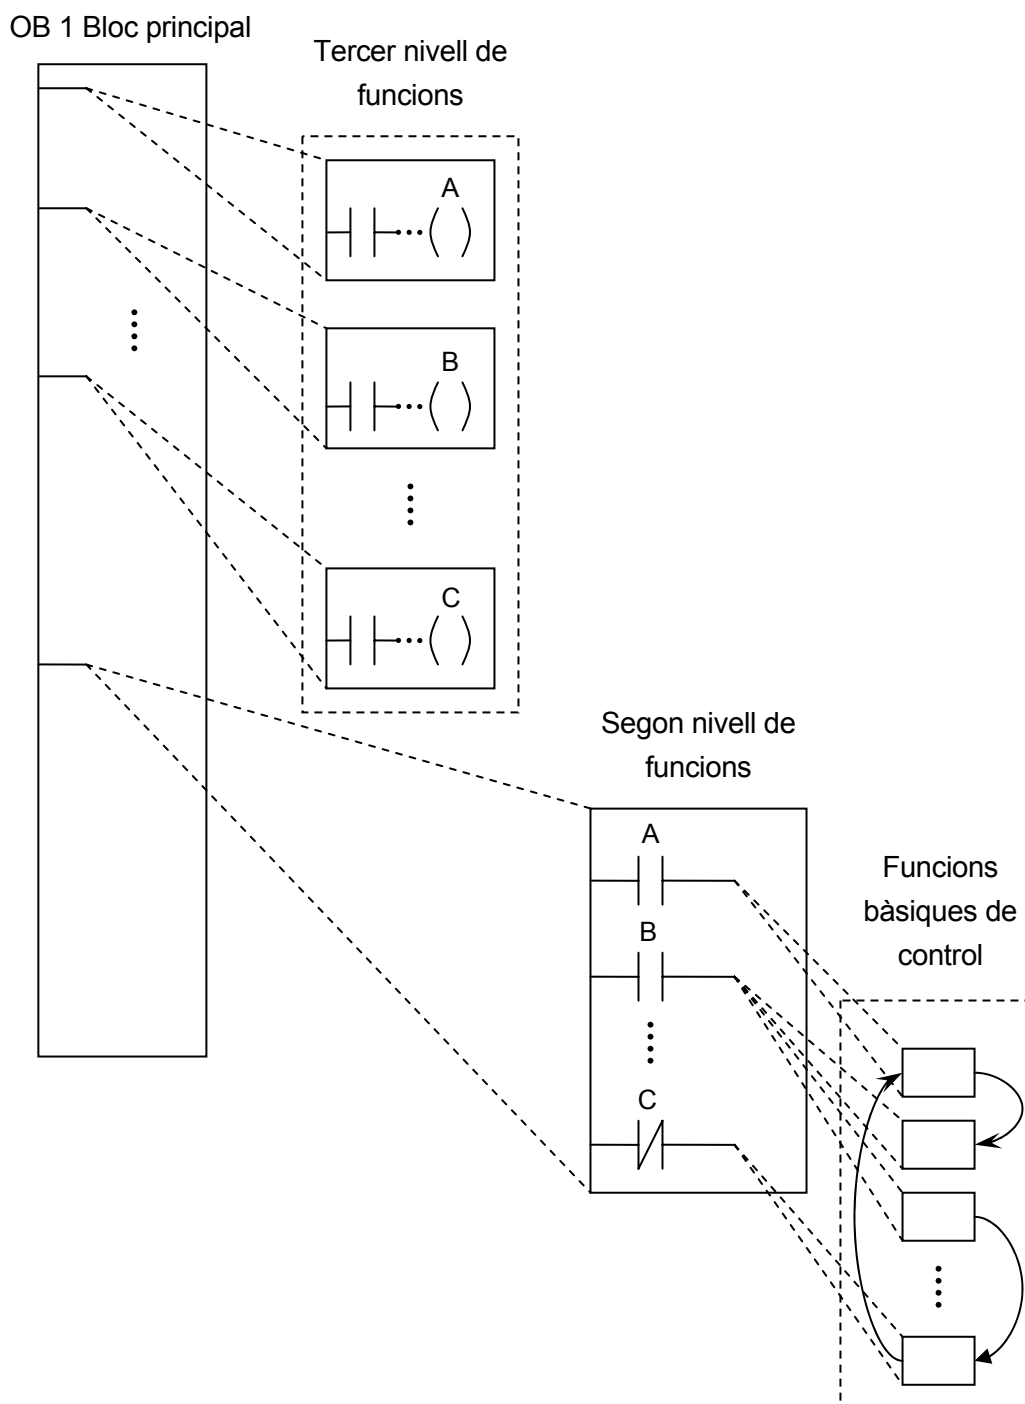 OB 1 Bloc principal
Tercer nivell de
funcions
A
B
C
Segon nivell de
funcions
A
B
C
Funcions
bàsiques de
control